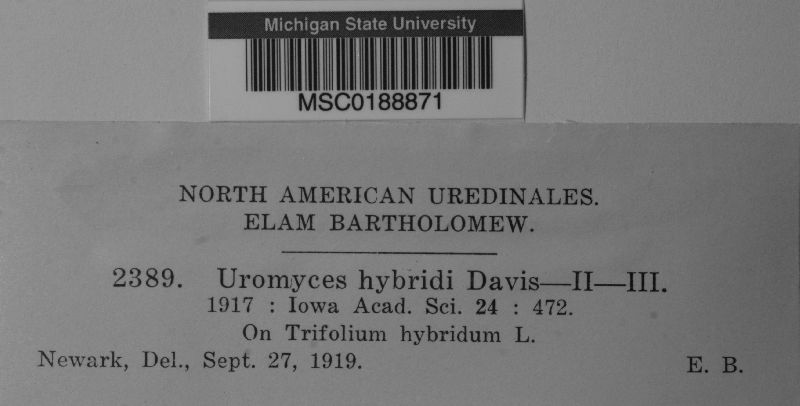 Michigan State University
MSC0188871
NORTH AMERICAN UREDINALES.
ELAM BARTHOLOMEW.
2389. Uromyces hybridi Davis—II—III.
1917 : Iowa Acad. Sci. 24 : 472.
On Trifolium hybridum L.
Newark, Del., Sept. 27, 1919. E. B.